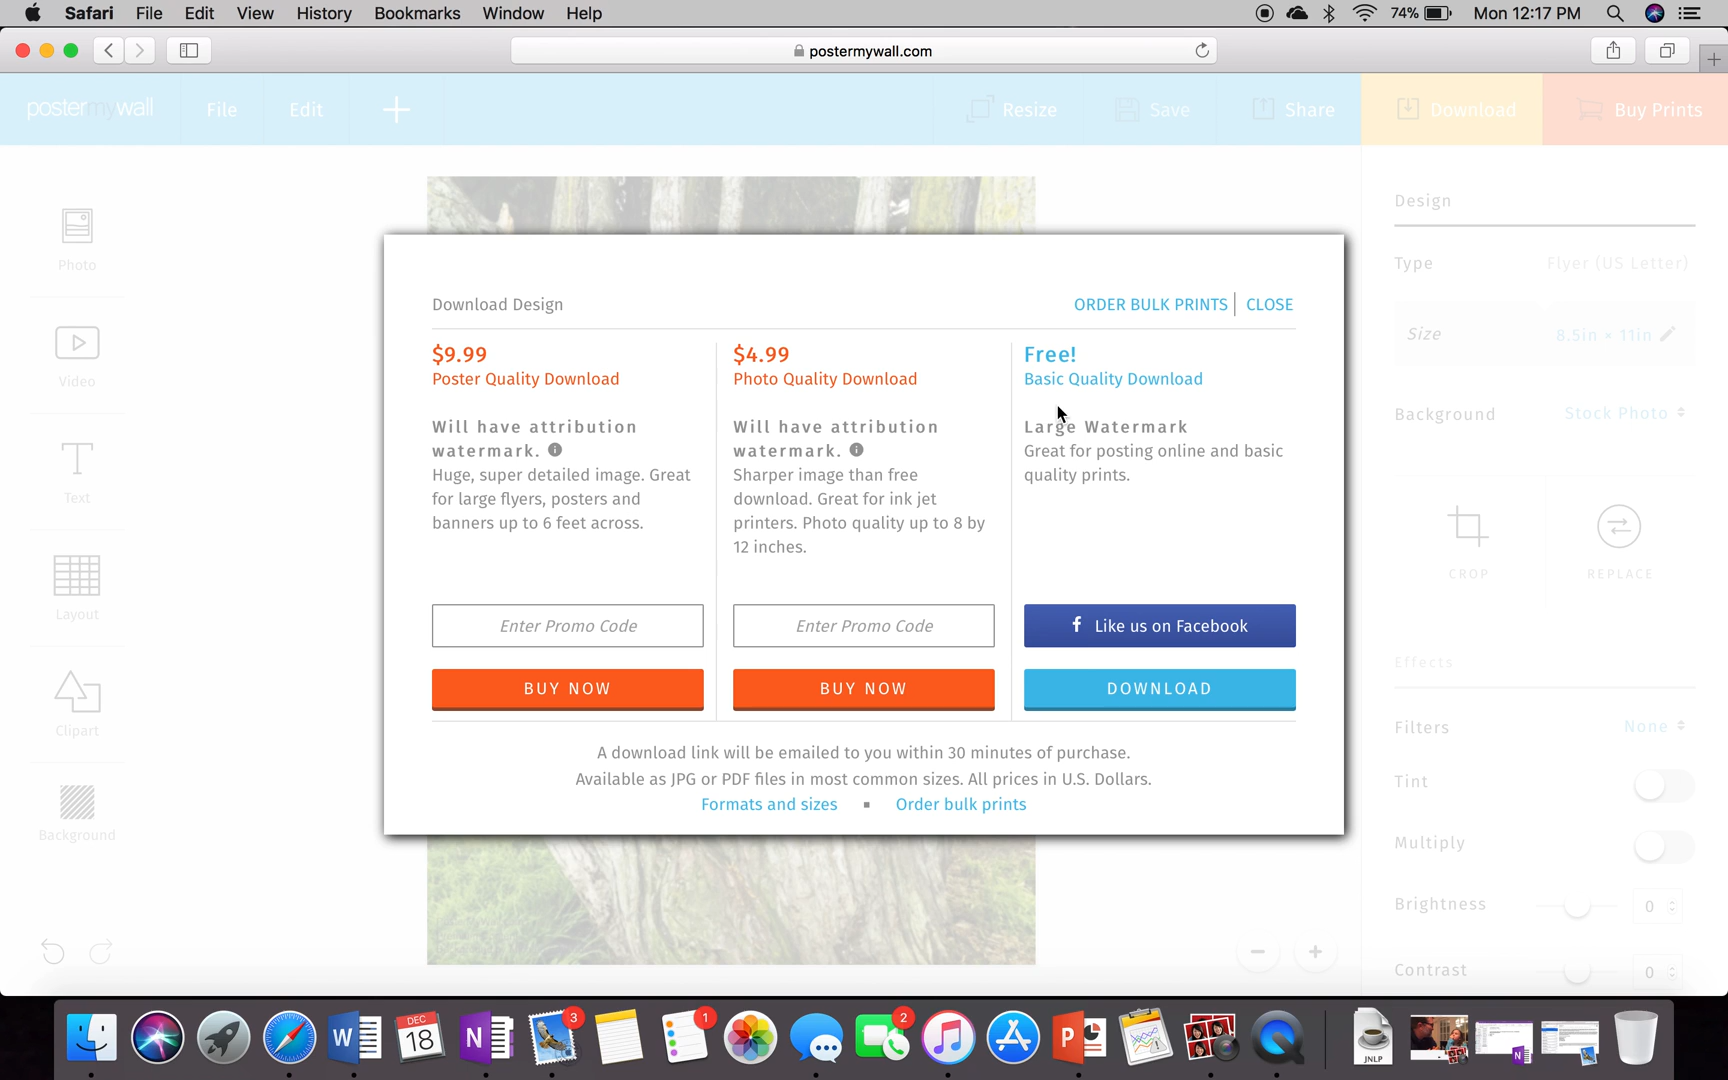 Safari File Edit View History Bookmarks Window Help 74% Mon 12:17 PM
postermywall.com
postermywall File Edit Resize Save Share Download Buy Prints
Photo
Video
Text
Layout
Clipart
Background
Download Design ORDER BULK PRINTS CLOSE
$9.99
Poster Quality Download
Will have attribution
watermark.
Huge, super detailed image. Great
for large flyers, posters and
banners up to 6 feet across.
Enter Promo Code
BUY NOW
$4.99
Photo Quality Download
Will have attribution
watermark.
Sharper image than free
download. Great for ink jet
printers. Photo quality up to 8 by
12 inches.
Enter Promo Code
BUY NOW
Free!
Basic Quality Download
Large Watermark
Great for posting online and basic
quality prints.
Like us on Facebook
DOWNLOAD
A download link will be emailed to you within 30 minutes of purchase.
Available as JPG or PDF files in most common sizes. All prices in U.S. Dollars.
Formats and sizes ▪ Order bulk prints
Design
Type Flyer (US Letter)
Size 8.5in × 11in
Background Stock Photo
CROP REPLACE
Effects
Filters None
Tint
Multiply
Brightness 0
Contrast 0
W DEC 18 N 3 1 2 P JNLP N